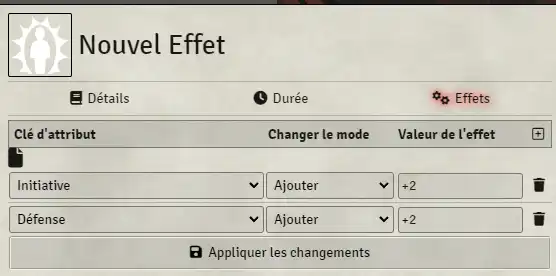 Nouvel Effet
Détails Durée Effets
Clé d'attribut Changer le mode Valeur de l'effet
Initiative Ajouter +2
Défense Ajouter +2
Appliquer les changements